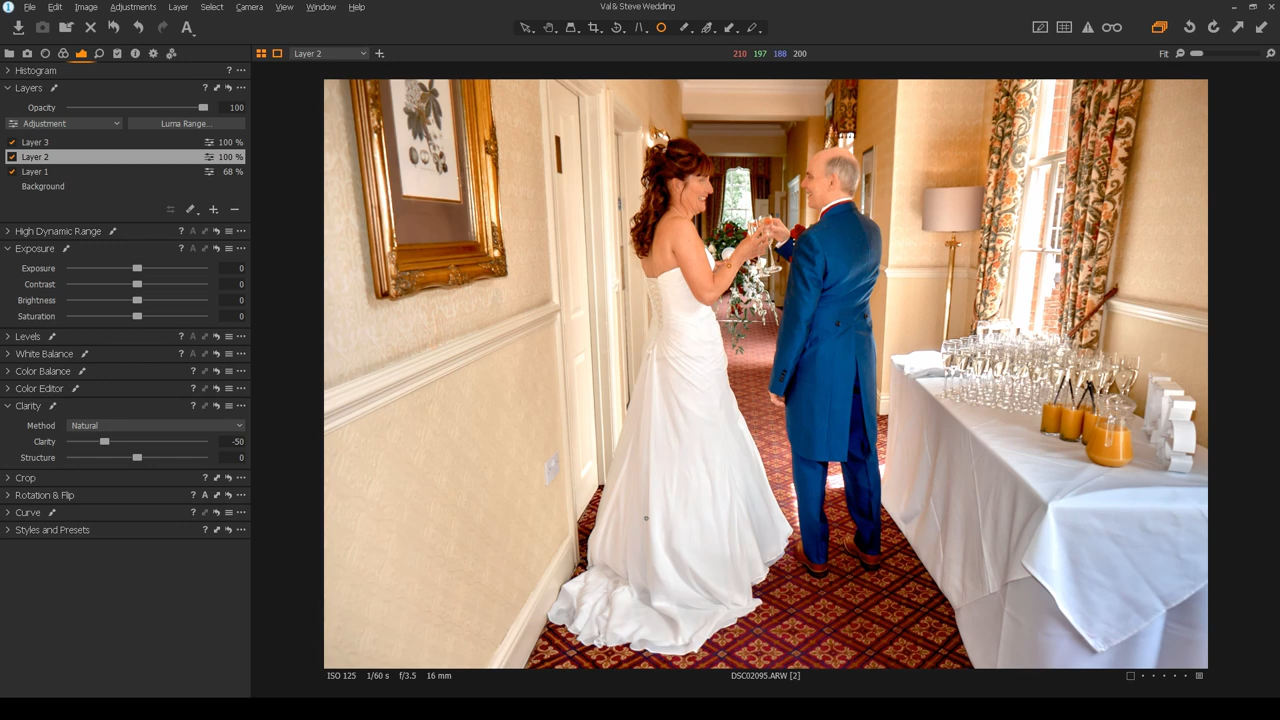 File Edit Image Adjustments Layer Select Camera View Window Help
Val & Steve Wedding
Layer 2
210 197 188 200
Fit
Histogram
Layers
Opacity 100
Adjustment Luma Range...
Layer 3 100 %
Layer 2 100 %
Layer 1 68 %
Background
High Dynamic Range
Exposure
Exposure 0
Contrast 0
Brightness 0
Saturation 0
Levels
White Balance
Color Balance
Color Editor
Clarity
Method Natural
Clarity -50
Structure 0
Crop
Rotation & Flip
Curve
Styles and Presets
ISO 125 1/60 s f/3.5 16 mm
DSC02095.ARW [2]